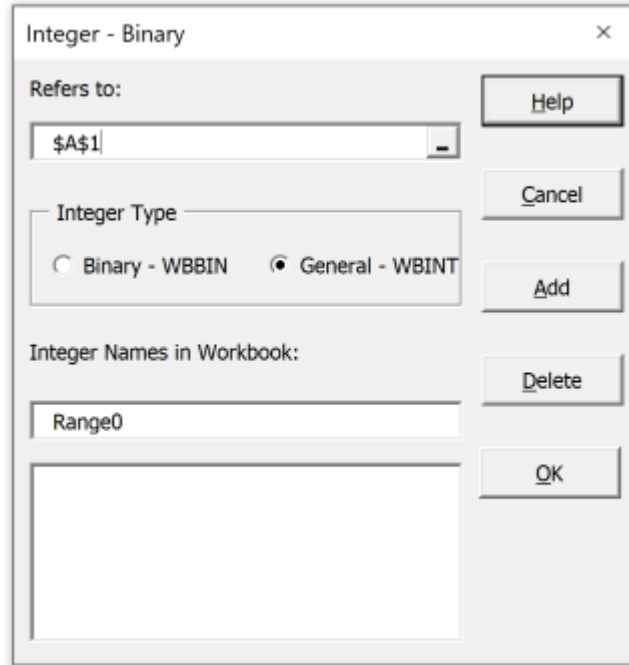 Integer - Binary
Refers to:
Help
$A$1
Cancel
Integer Type
Binary - WBBIN General - WBINT
Add
Integer Names in Workbook:
Delete
Range0
OK